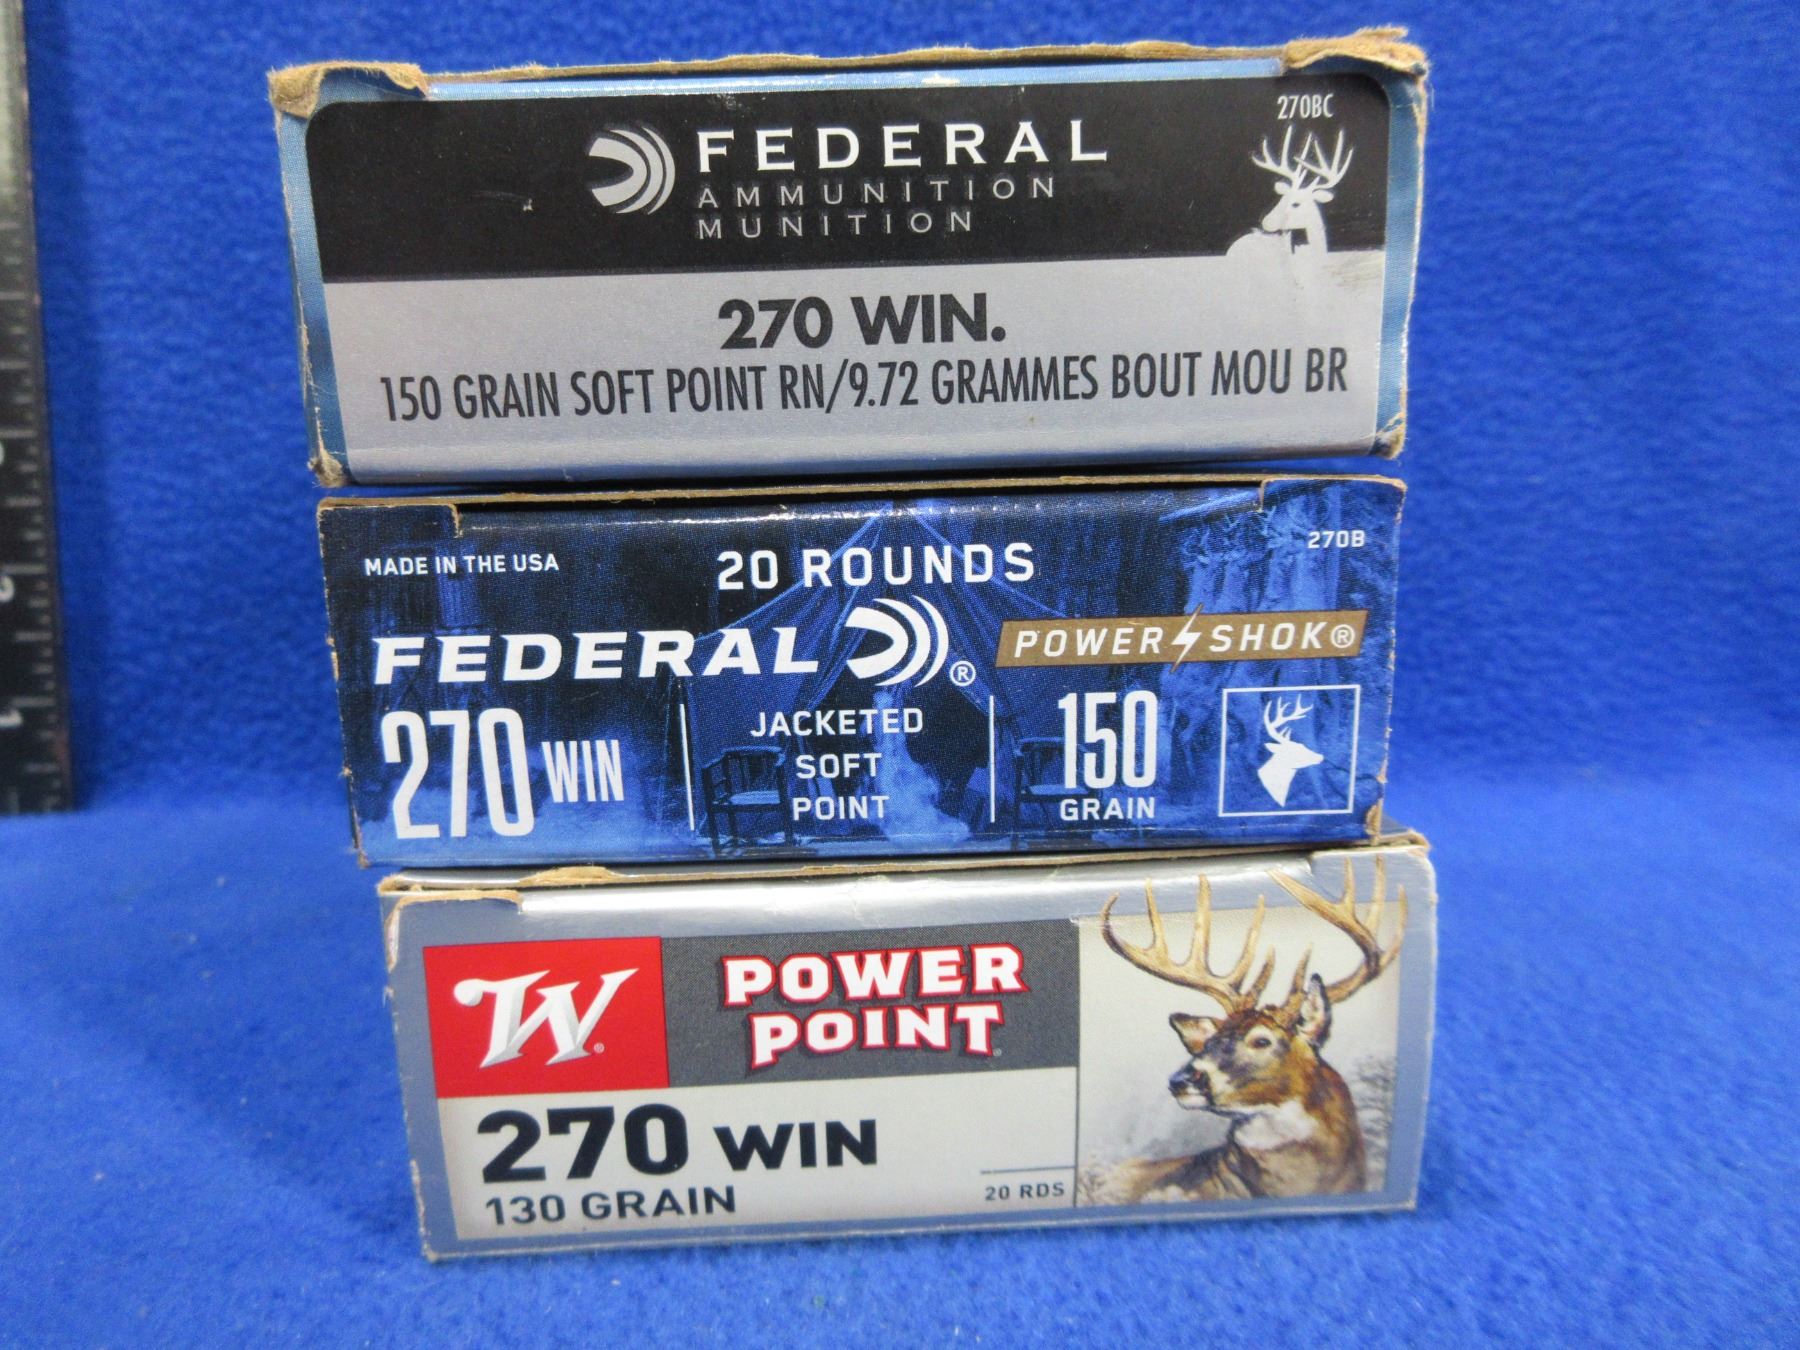 270BC
FEDERAL
AMMUNITION
MUNITION
270 WIN.
150 GRAIN SOFT POINT RN/9.72 GRAMMES BOUT MOU BR
MADE IN THE USA
20 ROUNDS
270B
FEDERAL ®
POWER SHOK®
270 WIN
JACKETED
SOFT
POINT
150
GRAIN
W®
POWER
POINT
270 WIN
130 GRAIN
20 RDS
2
1